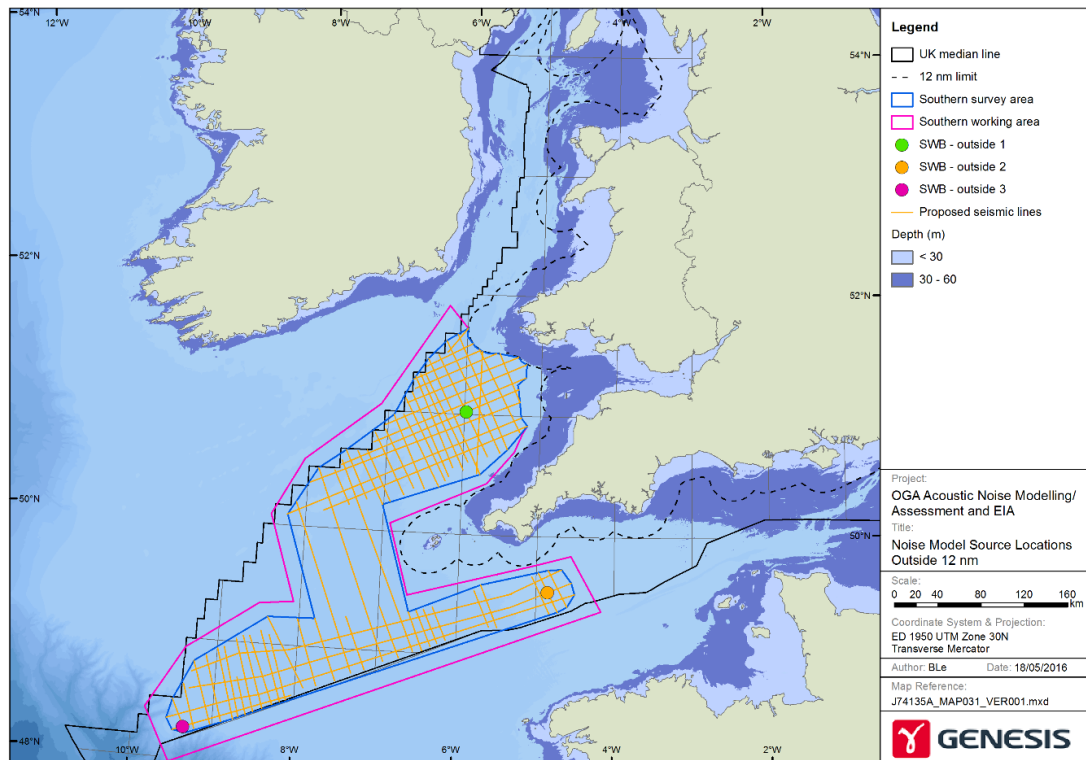 54°N
12°W
10°W
8°W
6°W
4°W
2°W
54°N
52°N
52°N
50°N
50°N
48°N
10°W
8°W
6°W
4°W
2°W
Legend
UK median line
12 nm limit
Southern survey area
Southern working area
SWB - outside 1
SWB - outside 2
SWB - outside 3
Proposed seismic lines
Depth (m)
< 30
30 - 60
Project:
OGA Acoustic Noise Modelling/
Assessment and EIA
Title:
Noise Model Source Locations
Outside 12 nm
Scale:
0 20 40 80 120 160
km
Coordinate System & Projection:
ED 1950 UTM Zone 30N
Transverse Mercator
Author: BLe Date: 18/05/2016
Map Reference:
J74135A_MAP031_VER001.mxd
GENESIS